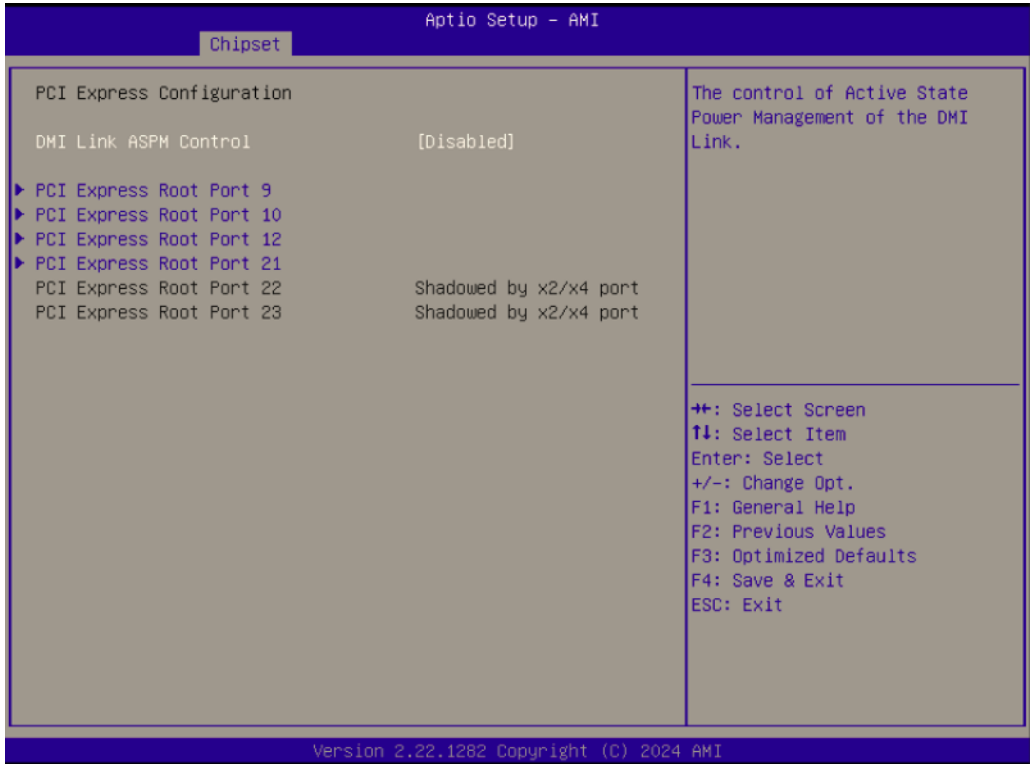 Aptio Setup – AMI
Chipset
PCI Express Configuration
DMI Link ASPM Control [Disabled]
PCI Express Root Port 9
PCI Express Root Port 10
PCI Express Root Port 12
PCI Express Root Port 21
PCI Express Root Port 22 Shadowed by x2/x4 port
PCI Express Root Port 23 Shadowed by x2/x4 port
The control of Active State
Power Management of the DMI
Link.
→←: Select Screen
↑↓: Select Item
Enter: Select
+/-: Change Opt.
F1: General Help
F2: Previous Values
F3: Optimized Defaults
F4: Save & Exit
ESC: Exit
Version 2.22.1282 Copyright (C) 2024 AMI